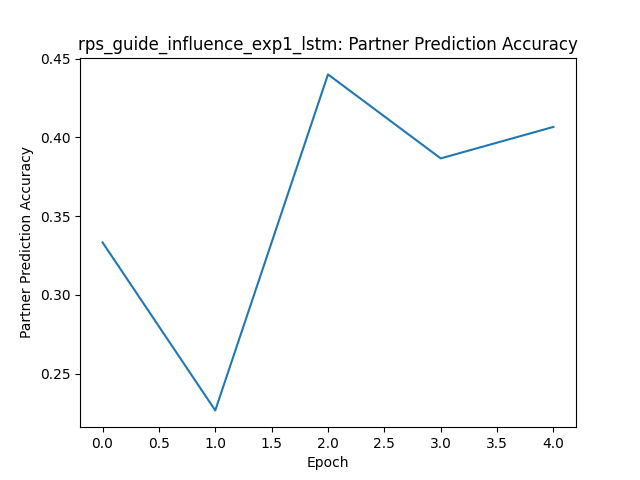 rps_guide_influence_exp1_lstm: Partner Prediction Accuracy
0.45
0.40
0.35
0.30
0.25
Partner Prediction Accuracy
0.0 0.5 1.0 1.5 2.0 2.5 3.0 3.5 4.0
Epoch